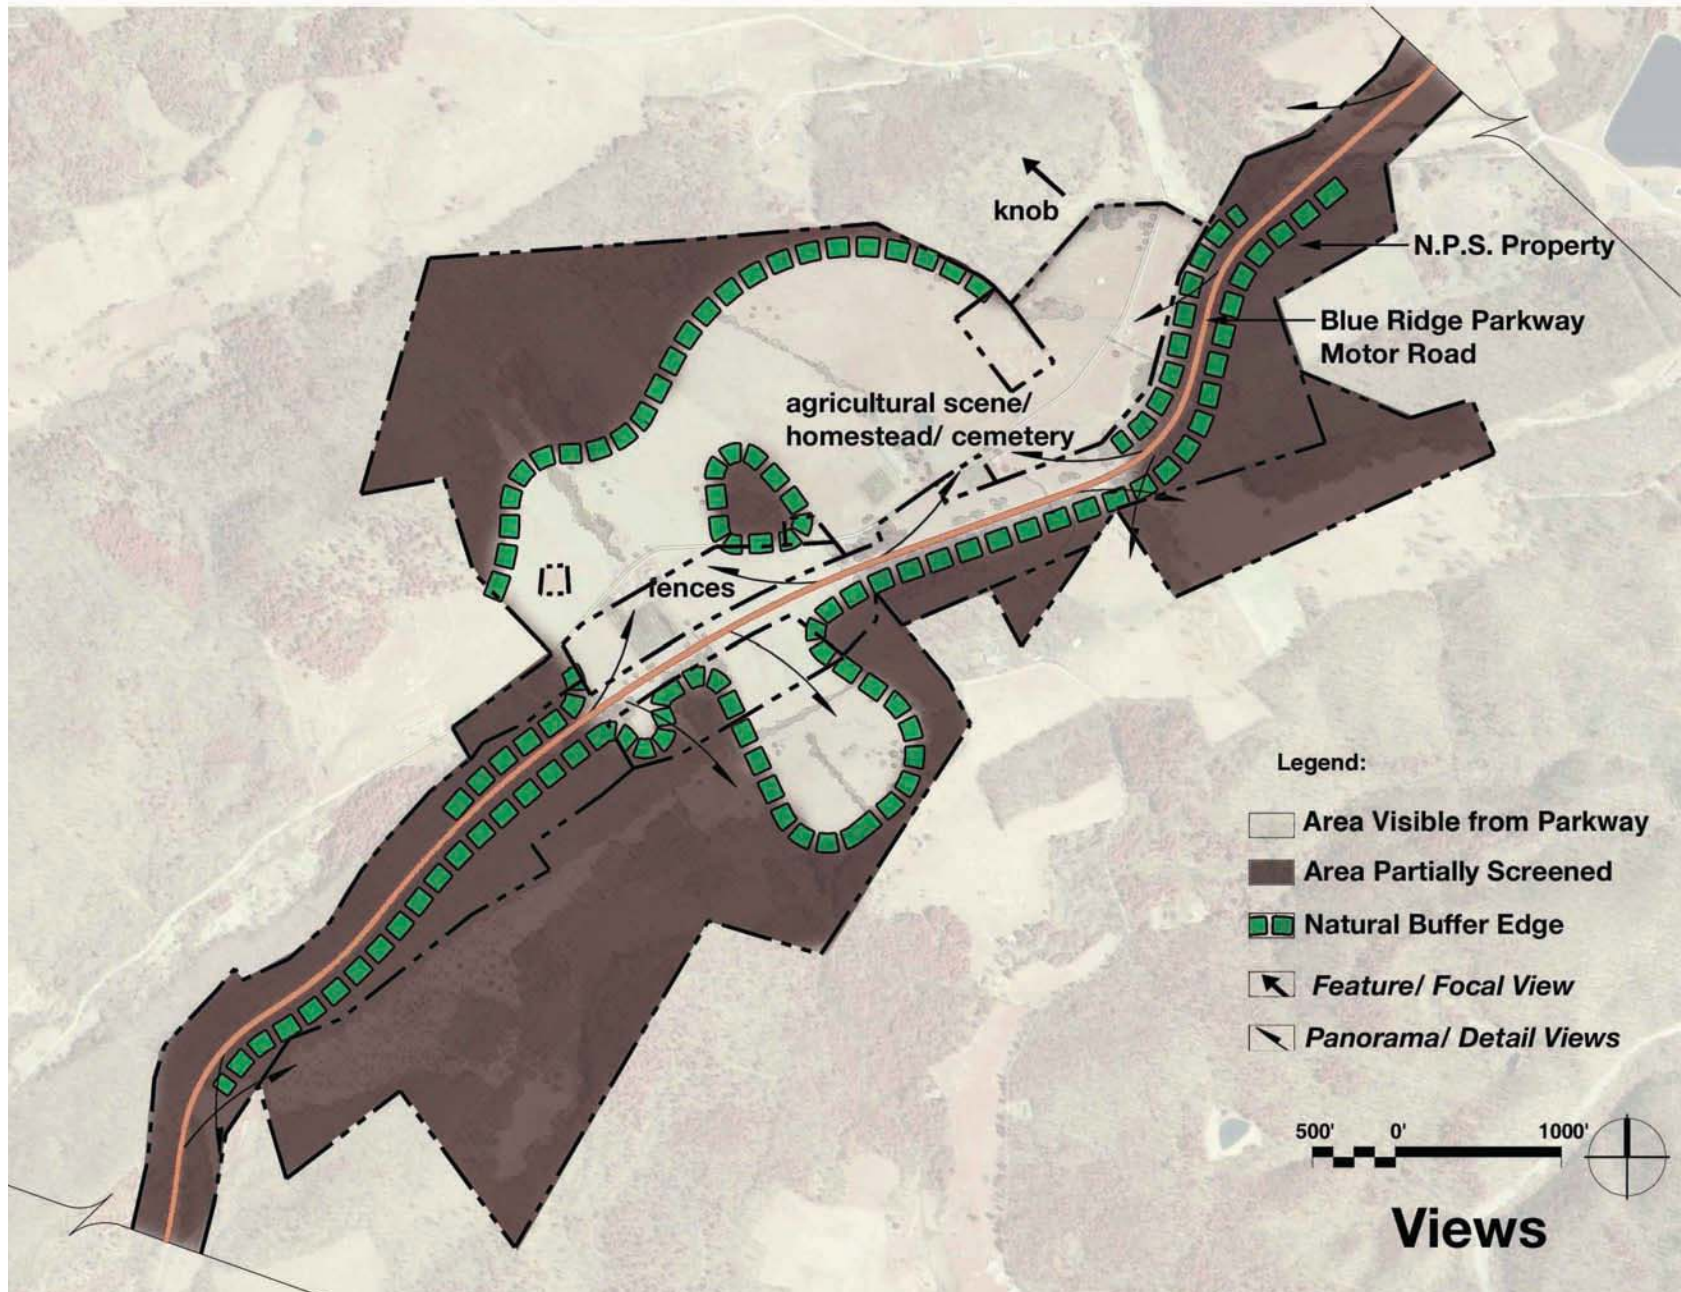 knob
N.P.S. Property
Blue Ridge Parkway
Motor Road
agricultural scene/
homestead/ cemetery
fences
Legend:
Area Visible from Parkway
Area Partially Screened
Natural Buffer Edge
Feature/ Focal View
Panorama/ Detail Views
500' 0' 1000'
Views